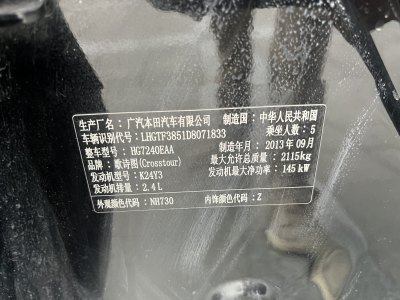 生产厂名：广汽本田汽车有限公司 制造国：中华人民共和国
车辆识别代号：LHGTF3851D8071833 乘坐人数：5
整车型号：HG7240EAA 制造年月：2013年09月
品牌：歌诗图(Crosstour) 最大允许总质量：2115kg
发动机型号：K24Y3 发动机最大净功率：145kW
发动机排量：2.4L
外观颜色代码：NH730 内饰颜色代码：Z